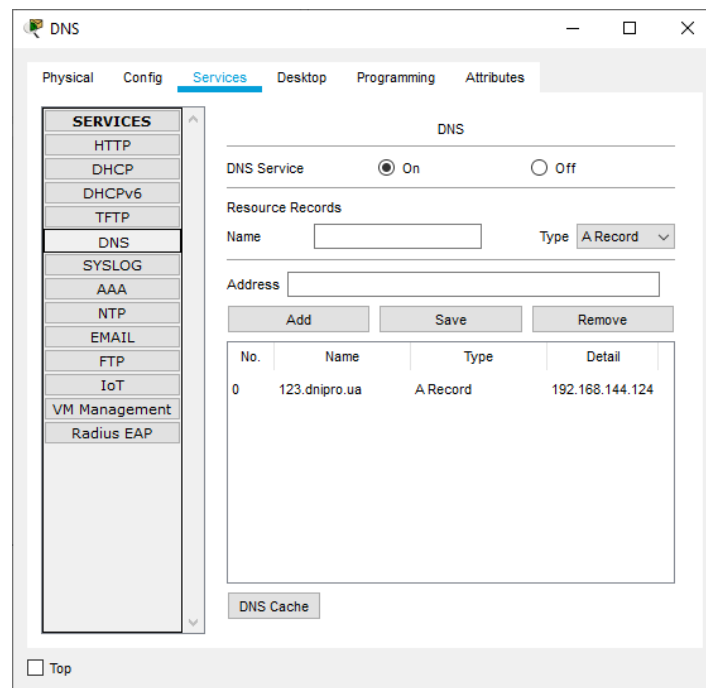 DNS
Physical Config Services Desktop Programming Attributes
SERVICES
HTTP
DHCP
DHCPv6
TFTP
DNS
SYSLOG
AAA
NTP
EMAIL
FTP
IoT
VM Management
Radius EAP
DNS
DNS Service On Off
Resource Records
Name Type A Record
Address
Add Save Remove
No. Name Type Detail
0 123.dnipro.ua A Record 192.168.144.124
DNS Cache
Top